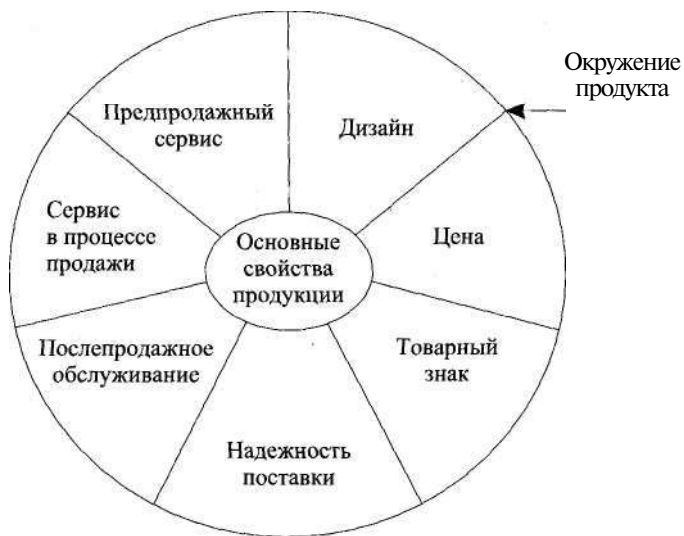 Окружение
продукта
Предпродажный
сервис
Дизайн
Сервис
в процессе
продажи
Основные
свойства
продукции
Цена
Послепродажное
обслуживание
Товарный
знак
Надежность
поставки